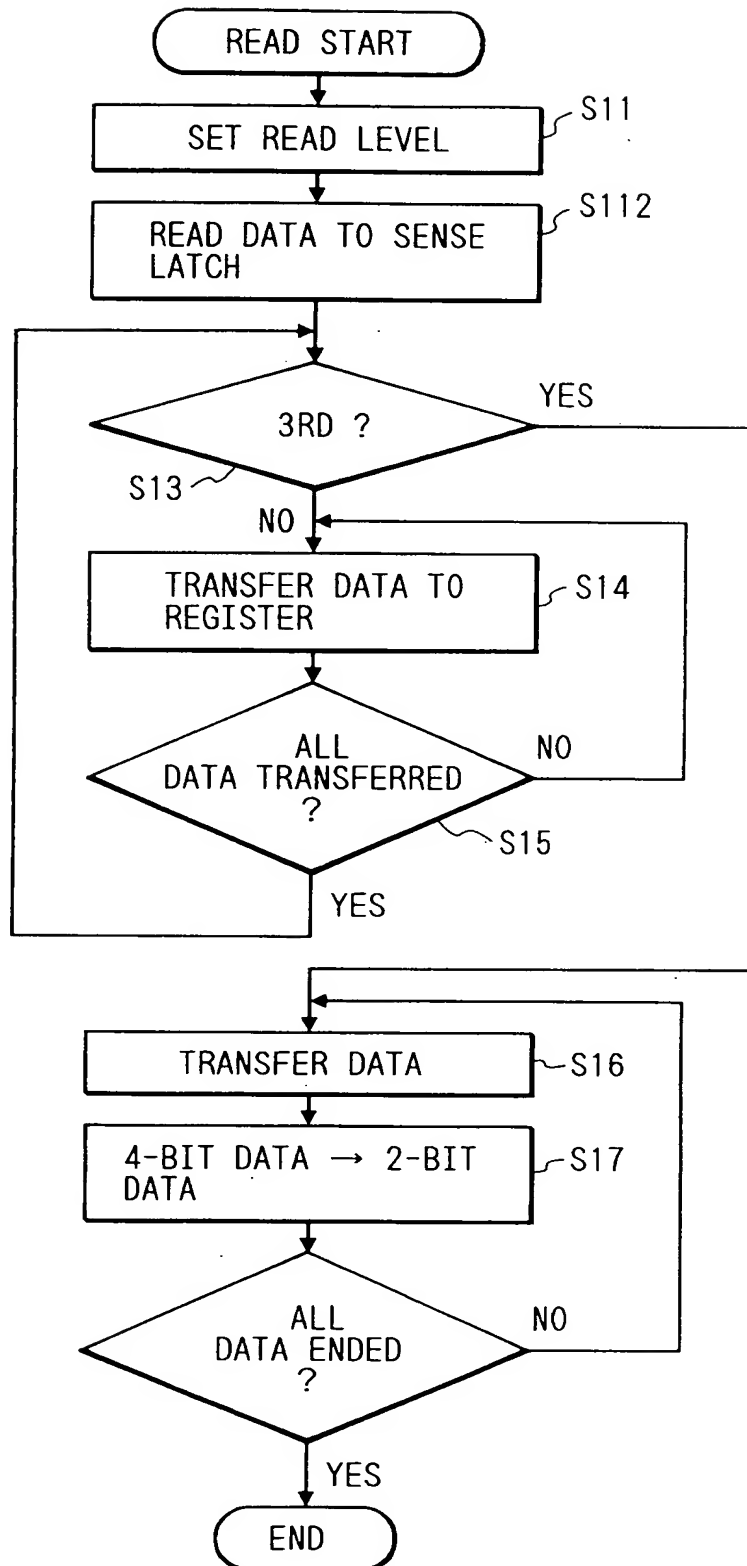 READ START
S11
SET READ LEVEL
S112
READ DATA TO SENSE
LATCH
3RD ?
YES
S13
NO
TRANSFER DATA TO
REGISTER
S14
ALL
DATA TRANSFERRED
?
NO
S15
YES
TRANSFER DATA
S16
4-BIT DATA → 2-BIT
DATA
S17
ALL
DATA ENDED
?
NO
YES
END